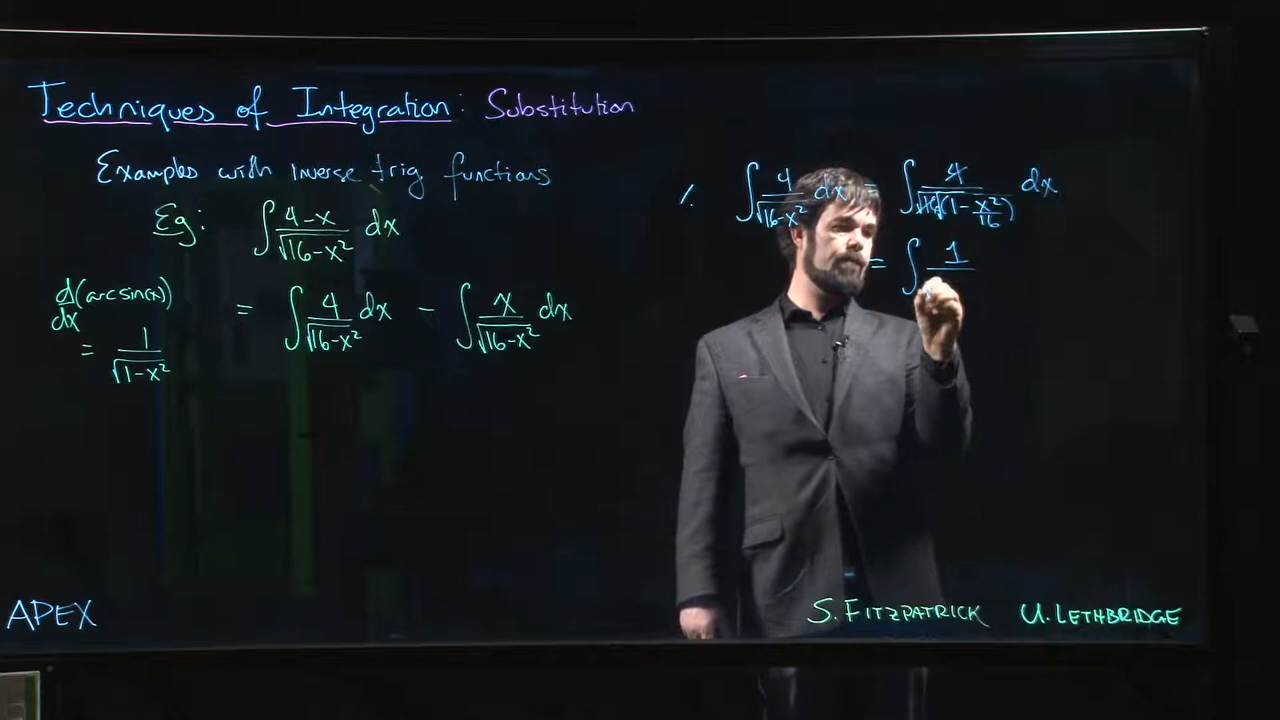 Techniques of Integration: Substitution
Examples with inverse trig functions
Eg: ∫ (4-x)/√(16-x²) dx
d/dx (arcsin(x))
= 1/√(1-x²)
= ∫ 4/√(16-x²) dx - ∫ x/√(16-x²) dx
∫ 4/√(16-x²) dx = ∫ 4/√(16(1-x²/16)) dx
= ∫ 1
APEX
S. FITZPATRICK U. LETHBRIDGE